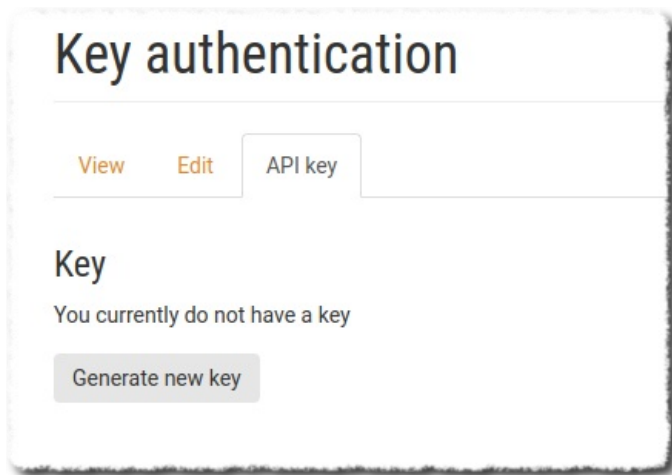 Key authentication
View Edit API key
Key
You currently do not have a key
Generate new key